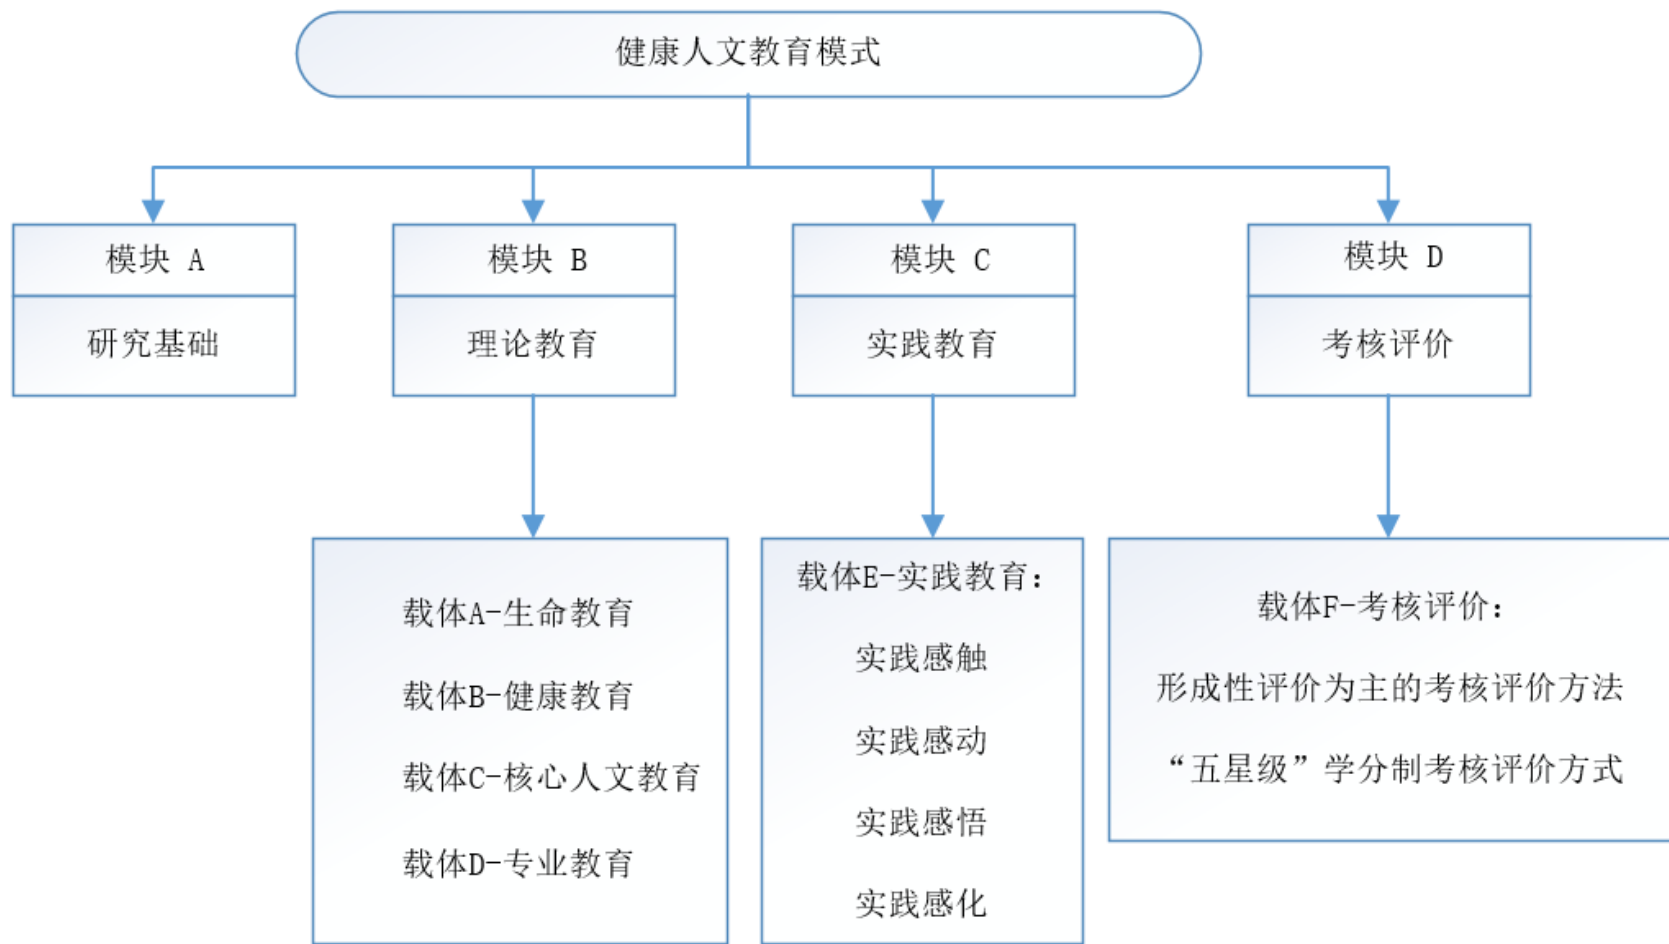 健康人文教育模式
模块 A
研究基础
模块 B
理论教育
模块 C
实践教育
模块 D
考核评价
载体A-生命教育
载体B-健康教育
载体C-核心人文教育
载体D-专业教育
载体E-实践教育：
实践感触
实践感动
实践感悟
实践感化
载体F-考核评价：
形成性评价为主的考核评价方法
“五星级”学分制考核评价方式